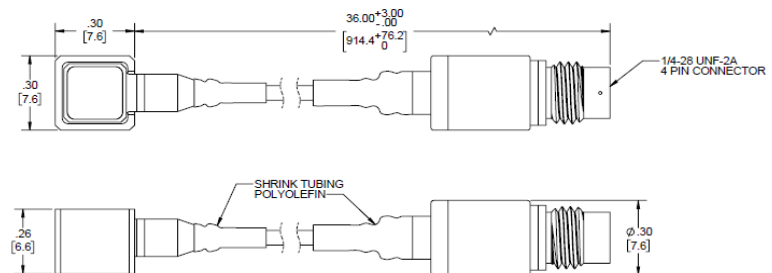 .30
[7.6]
36.00+3.00
-.00
[914.4+76.2]
0
.30
[7.6]
1/4-28 UNF-2A
4 PIN CONNECTOR
SHRINK TUBING
POLYOLEFIN
.26
[6.6]
Ø.30
[7.6]